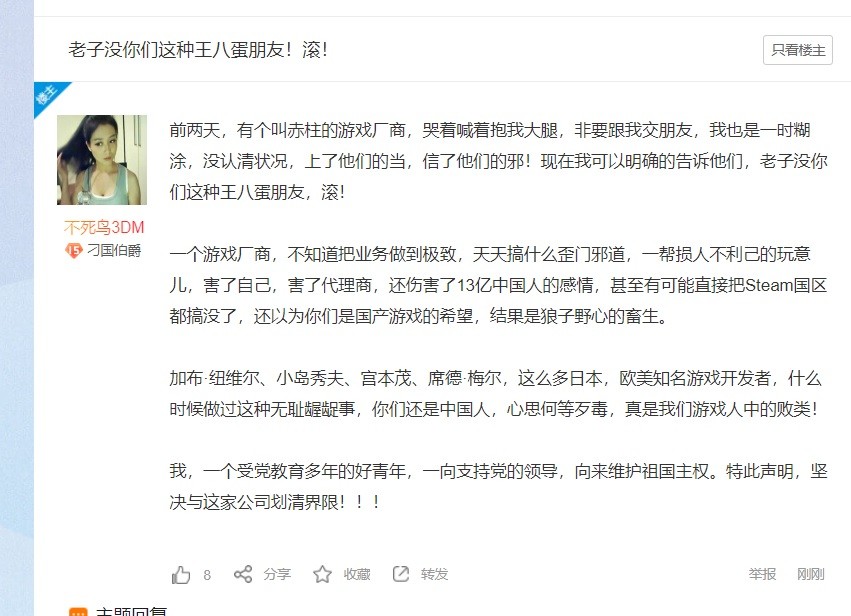 老子没你们这种王八蛋朋友！滚！
只看楼主
楼主
前两天，有个叫赤柱的游戏厂商，哭着喊着抱我大腿，非要跟我交朋友，我也是一时糊
涂，没认清状况，上了他们的当，信了他们的邪！现在我可以明确的告诉他们，老子没你
们这种王八蛋朋友，滚！
不死鸟3DM
15 刁国伯爵
一个游戏厂商，不知道把业务做到极致，天天搞什么歪门邪道，一帮损人不利己的玩意
儿，害了自己，害了代理商，还伤害了13亿中国人的感情，甚至有可能直接把Steam国区
都搞没了，还以为你们是国产游戏的希望，结果是狼子野心的畜生。
加布·纽维尔、小岛秀夫、宫本茂、席德·梅尔，这么多日本，欧美知名游戏开发者，什么
时候做过这种无耻龌龊事，你们还是中国人，心思何等歹毒，真是我们游戏人中的败类！
我，一个受党教育多年的好青年，一向支持党的领导，向来维护祖国主权。特此声明，坚
决与这家公司划清界限！！！
8 分享 收藏 转发 举报 刚刚
主题回复